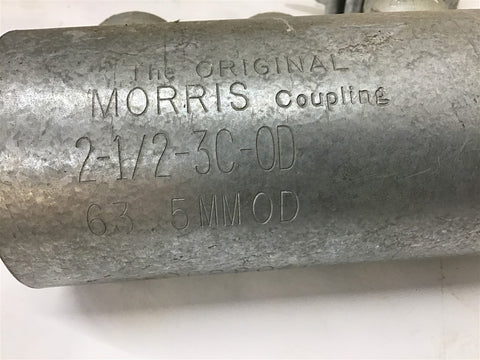 The ORIGINAL
MORRIS Coupling
2-1/2-3C-OD
63.5MMOD